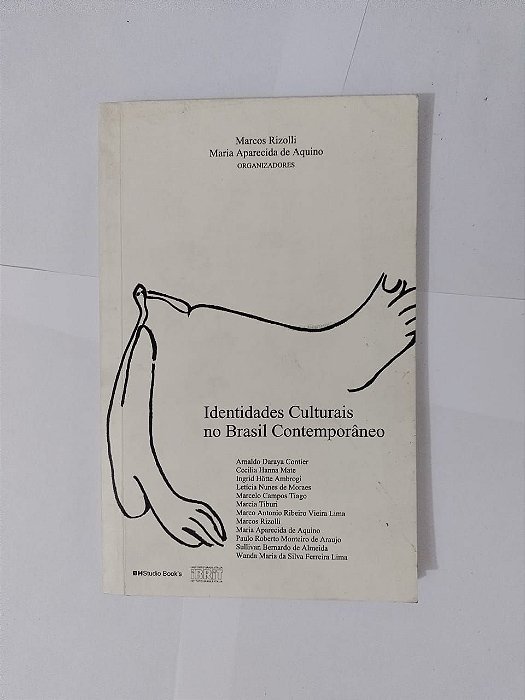 Marcos Rizolli
Maria Aparecida de Aquino
ORGANIZADORES
Identidades Culturais
no Brasil Contemporâneo
Arnaldo Daraya Contier
Cecilia Hanna Mate
Ingrid Hötte Ambrogi
Leticia Nunes de Moraes
Marcelo Campos Tiago
Marcia Tiburi
Marco Antonio Ribeiro Vieira Lima
Marcos Rizolli
Maria Aparecida de Aquino
Paulo Roberto Monteiro de Araujo
Sullivan Bernardo de Almeida
Wanda Maria da Silva Ferreira Lima
Studio Book's